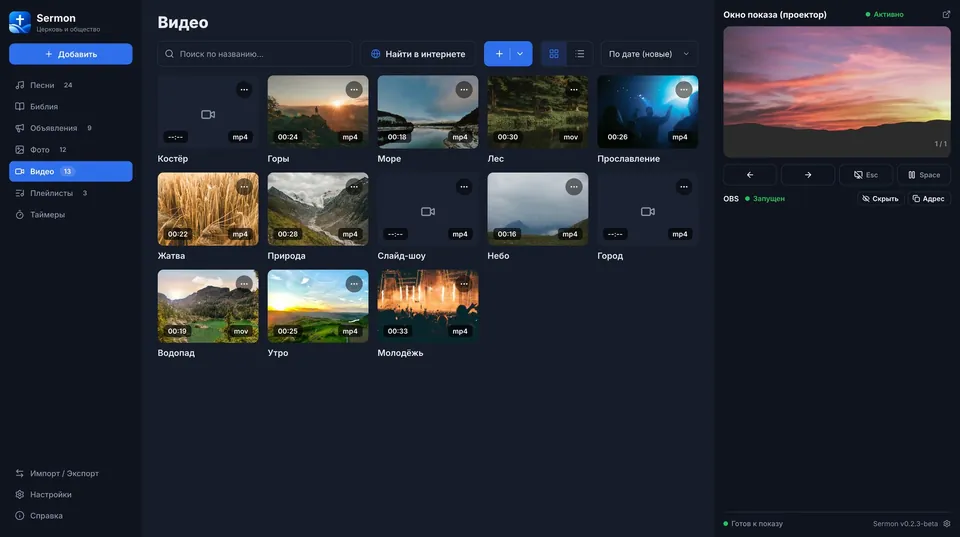 Sermon
Церковь и общество
+ Добавить
Песни 24
Библия
Объявления 9
Фото 12
Видео 13
Плейлисты 3
Таймеры
Импорт / Экспорт
Настройки
Справка
Видео
Поиск по названию...
Найти в интернете
По дате (новые)
--:-- mp4
Костёр
00:24 mp4
Горы
00:18 mp4
Море
00:30 mov
Лес
00:26 mp4
Прославление
00:22 mp4
Жатва
00:28 mp4
Природа
--:-- mp4
Слайд-шоу
00:16 mp4
Небо
--:-- mp4
Город
00:19 mov
Водопад
00:25 mp4
Утро
00:33 mp4
Молодёжь
Окно показа (проектор) Активно
1 / 1
Esc
Space
OBS Запущен Скрыть Адрес
Готов к показу Sermon v0.2.3-beta